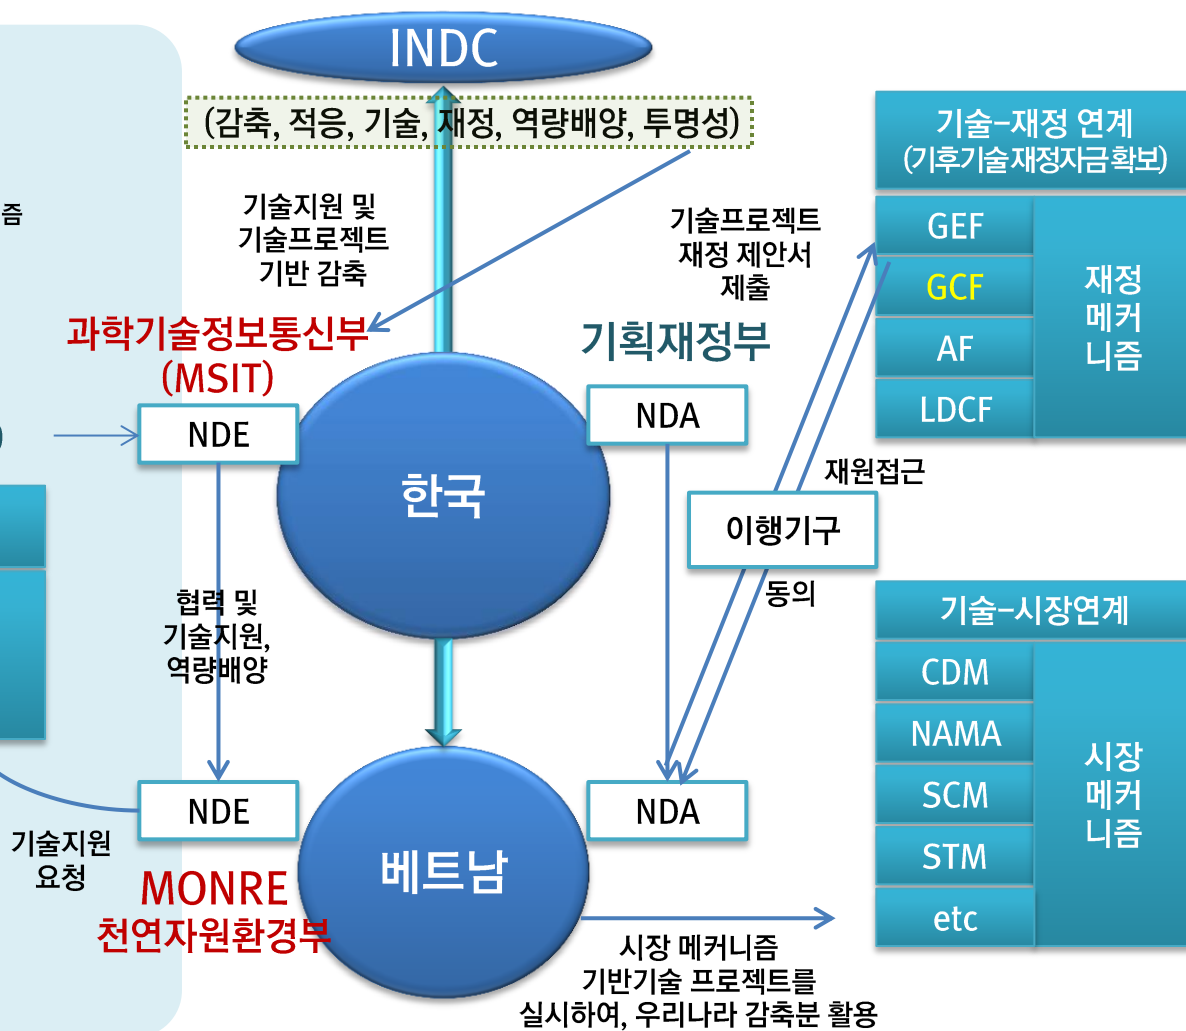 INDC
(감축, 적응, 기술, 재정, 역량배양, 투명성)
기술지원 및
기술프로젝트
기반 감축
즘
과학기술정보통신부
(MSIT)
NDE
)
한국
기획재정부
NDA
기술프로젝트
재정 제안서
제출
기술-재정 연계
(기후기술 재정자금 확보)
GEF
GCF
AF
LDCF
재정
메커
니즘
재원접근
이행기구
동의
협력 및
기술지원,
역량배양
기술-시장연계
CDM
NAMA
SCM
STM
etc
시장
메커
니즘
NDE
NDA
베트남
기술지원
요청
MONRE
천연자원환경부
시장 메커니즘
기반기술 프로젝트를
실시하여, 우리나라 감축분 활용